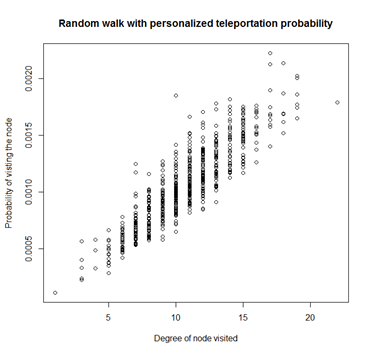 Random walk with personalized teleportation probability
Probability of visting the node
0.0020
0.0015
0.0010
0.0005
5 10 15 20
Degree of node visited